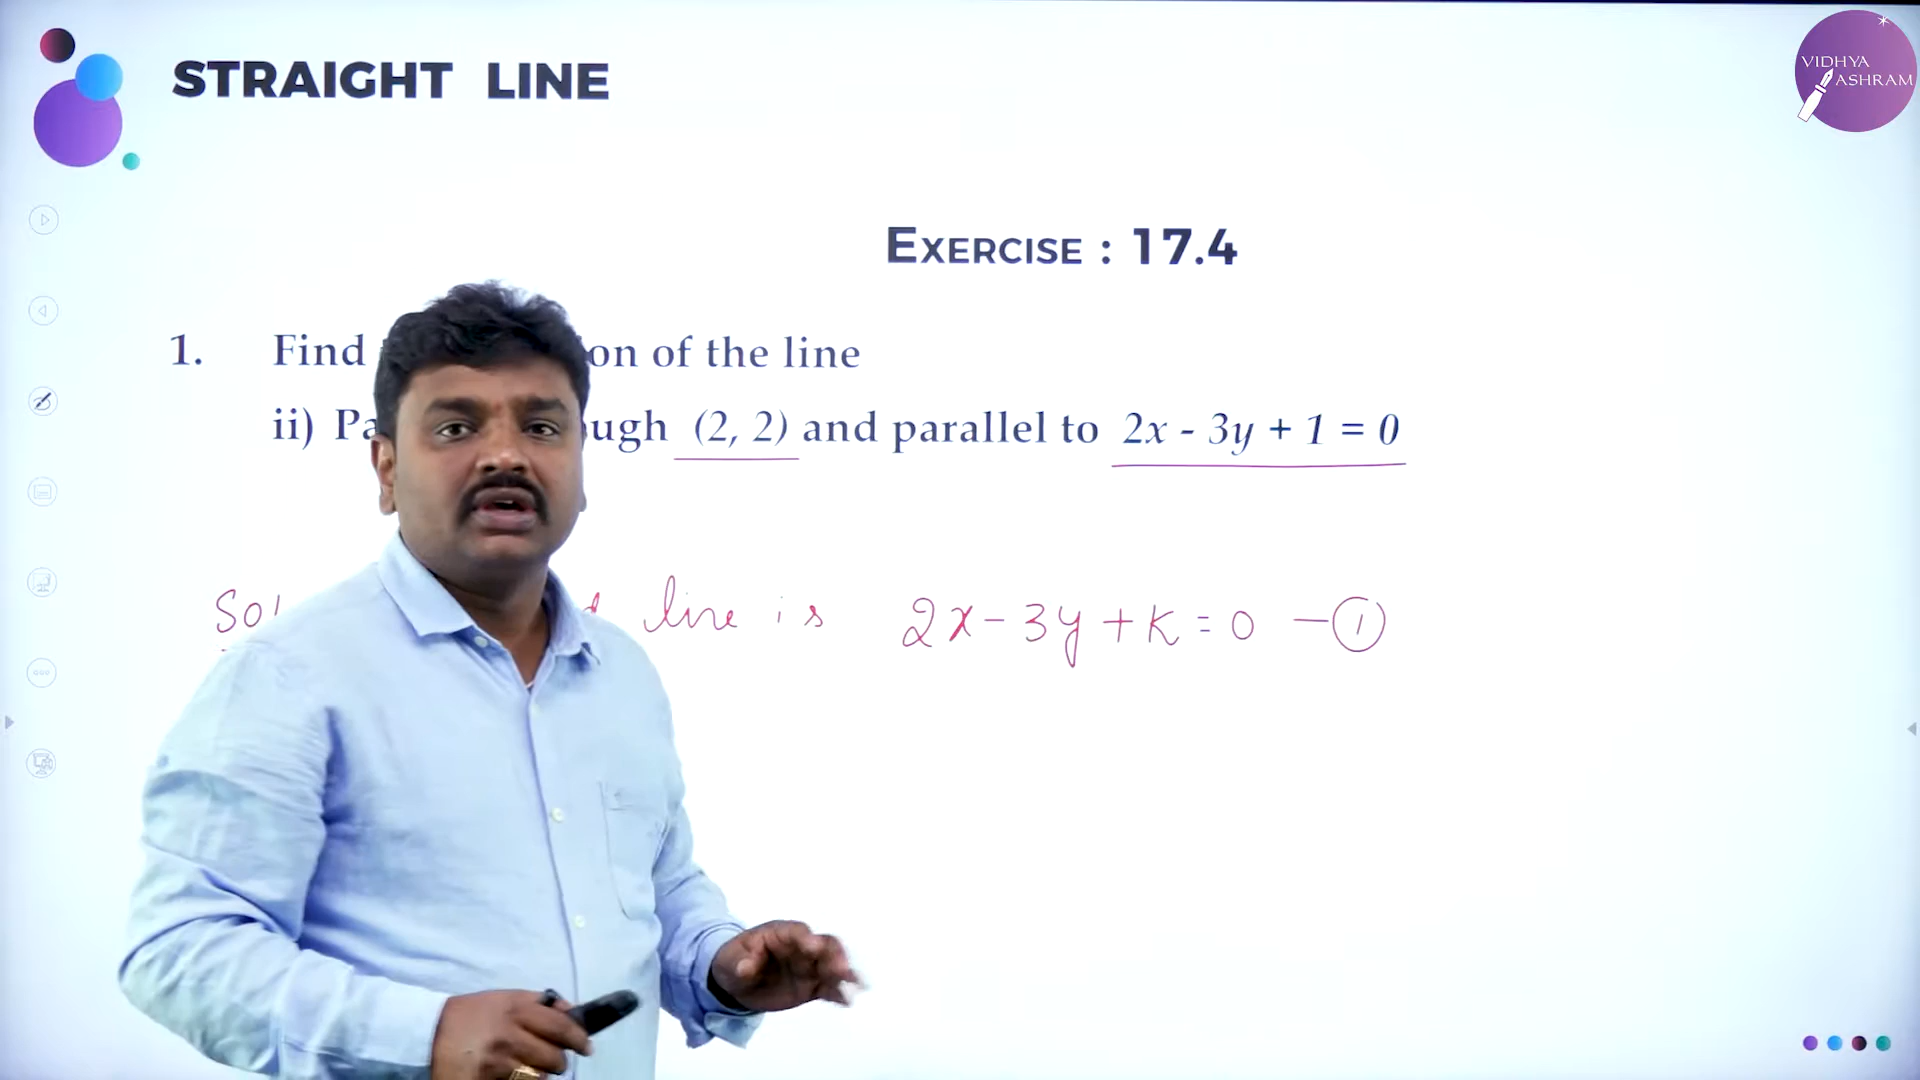 STRAIGHT LINE
VIDHYA
ASHRAM
EXERCISE : 17.4
1. Find on of the line
ii) Pa ugh (2, 2) and parallel to 2x - 3y + 1 = 0
Sol line is 2x - 3y + K = 0 - ①